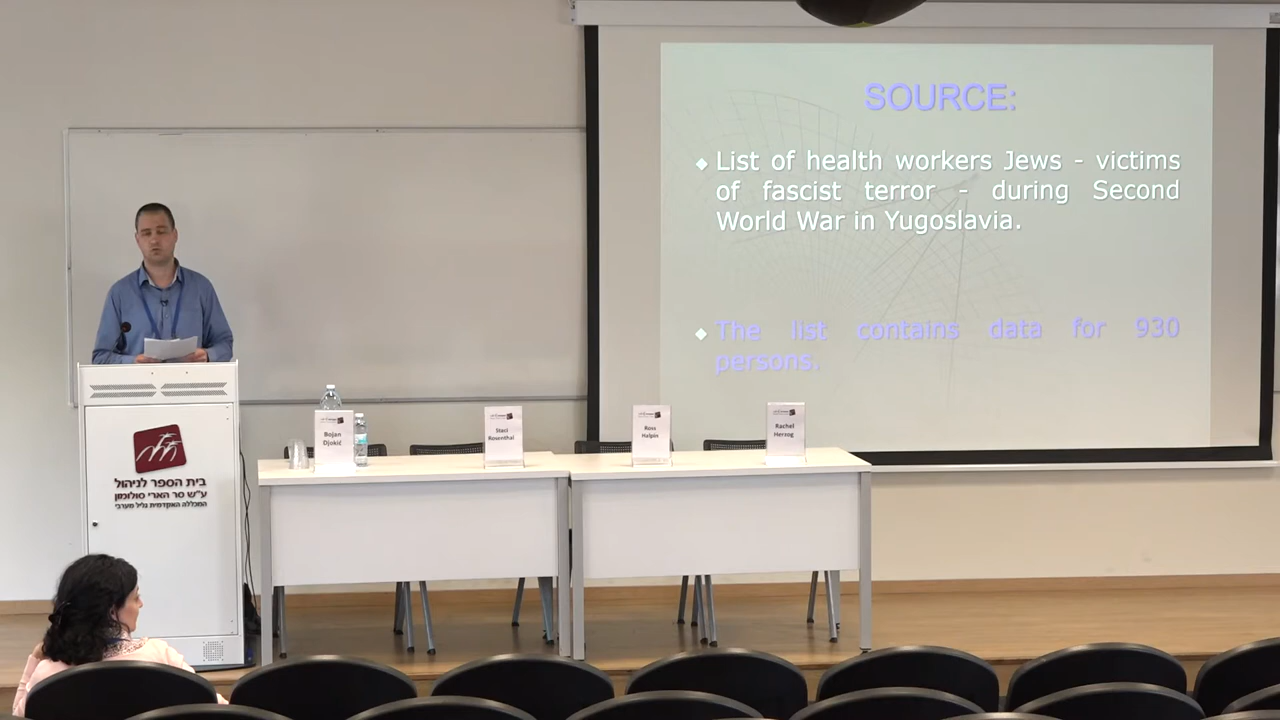 SOURCE:
◆ List of health workers Jews - victims
of fascist terror - during Second
World War in Yugoslavia.
◆ The list contains data for 930
persons.
Bojan
Djokić
Staci
Rosenthal
Ross
Halpin
Rachel
Herzog
בית הספר לניהול
ע"ש סר הארי סולומון
המכללה האקדמית גליל מערבי